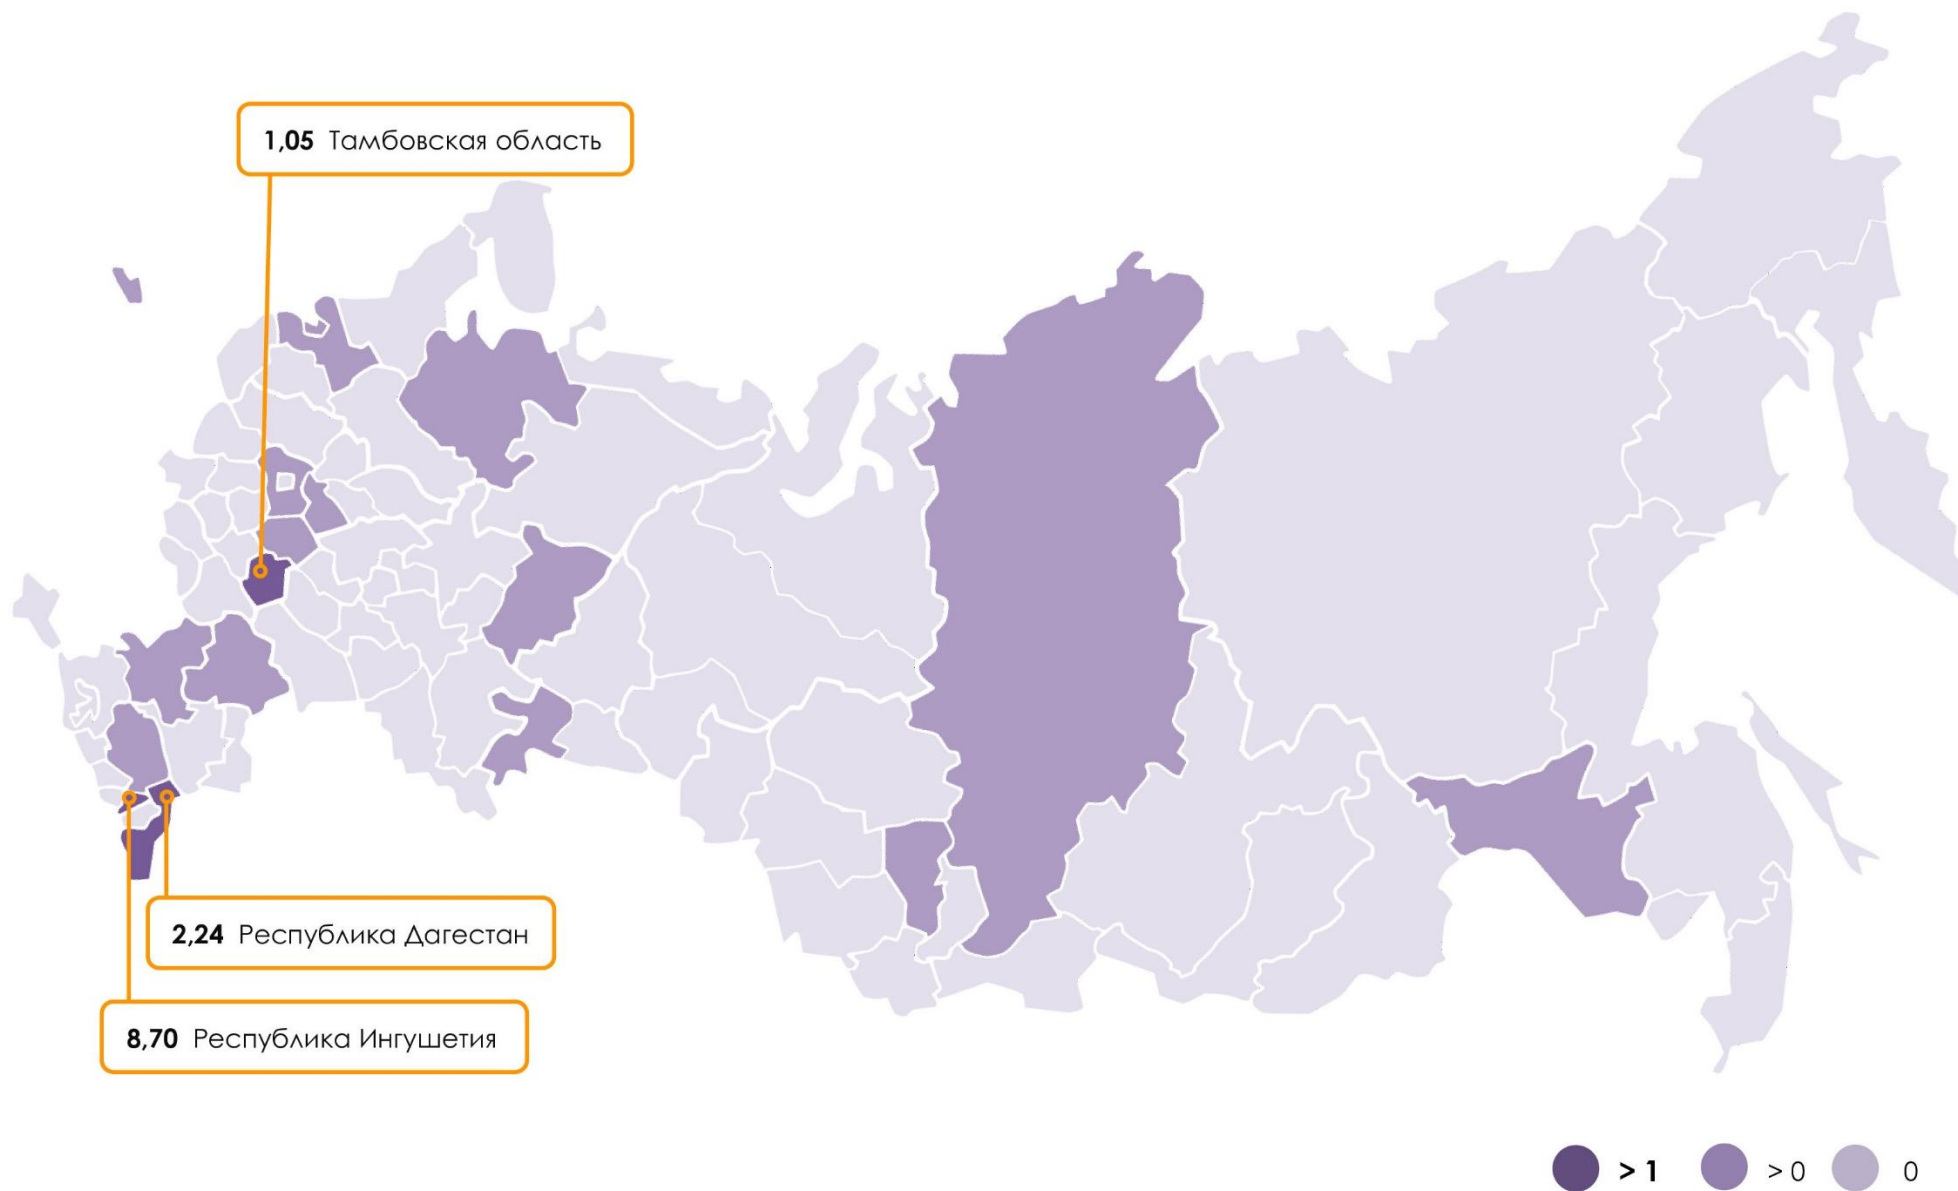 1,05 Тамбовская область
2,24 Республика Дагестан
8,70 Республика Ингушетия
> 1 > 0 0